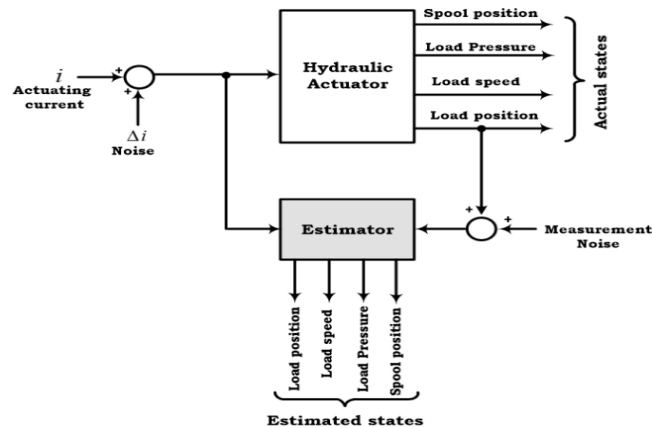 Spool position
Load Pressure
Load speed
Load position
Actual states
Hydraulic
Actuator
i
Actuating
current
+
+
Δi
Noise
Estimator
+
+
Measurement
Noise
Load position
Load speed
Load Pressure
Spool position
Estimated states